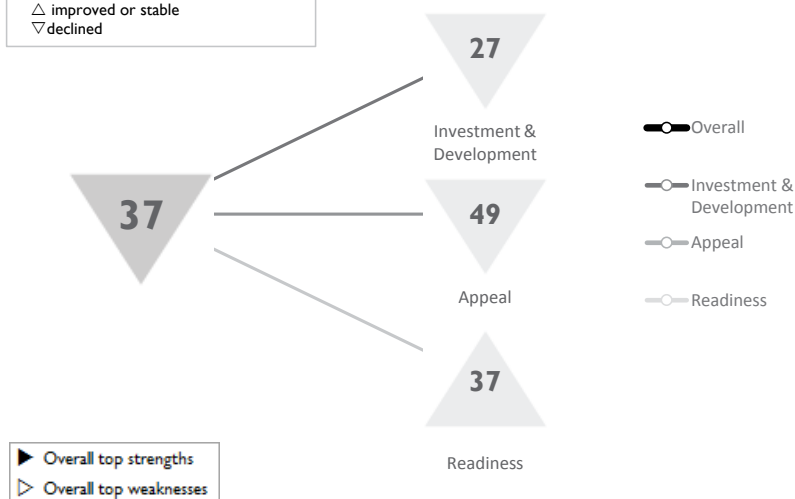 △ improved or stable
▽ declined
27
Investment &
Development
37
49
Appeal
37
Readiness
Overall
Investment &
Development
Appeal
Readiness
▶ Overall top strengths
▷ Overall top weaknesses